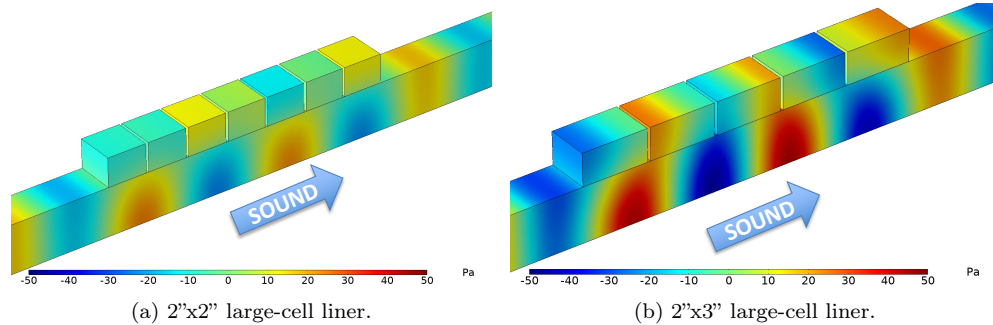 SOUND
SOUND
-50 -40 -30 -20 -10 0 10 20 30 40 50 Pa
-50 -40 -30 -20 -10 0 10 20 30 40 50 Pa
(a) 2”x2” large-cell liner.
(b) 2”x3” large-cell liner.